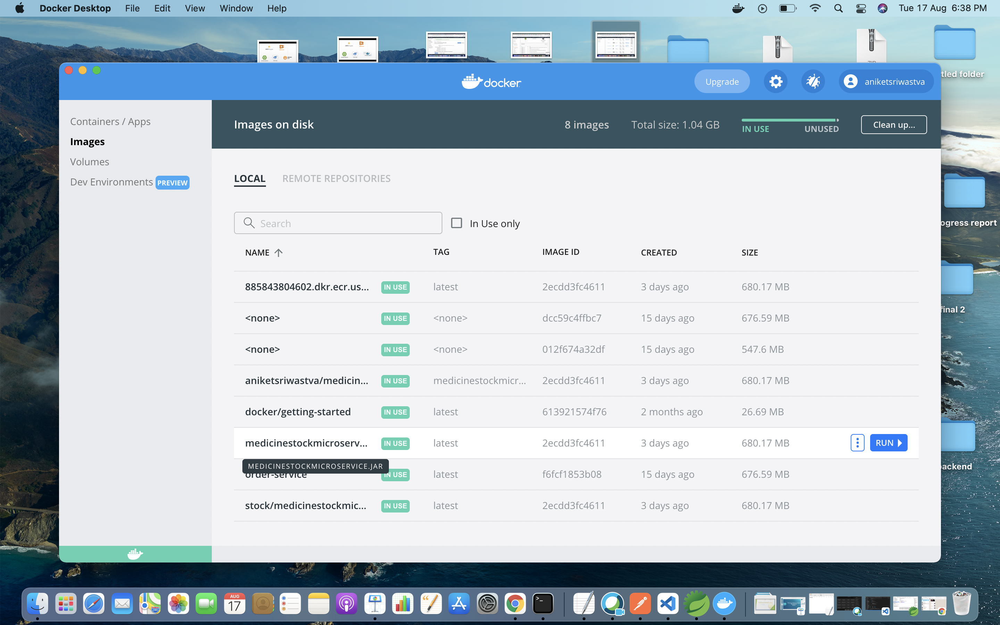 Docker Desktop File Edit View Window Help Tue 17 Aug 6:38 PM
ZIP
tled folder
docker
Upgrade
aniketsriwastva
Containers / Apps
Images
Volumes
Dev Environments PREVIEW
Images on disk
8 images
Total size: 1.04 GB
IN USE UNUSED
Clean up...
LOCAL REMOTE REPOSITORIES
Search
In Use only
NAME TAG IMAGE ID CREATED SIZE
885843804602.dkr.ecr.us... IN USE latest 2ecdd3fc4611 3 days ago 680.17 MB
<none> IN USE <none> dcc59c4ffbc7 15 days ago 676.59 MB
<none> IN USE <none> 012f674a32df 15 days ago 547.6 MB
aniketsriwastva/medicin... IN USE medicinestockmicr... 2ecdd3fc4611 3 days ago 680.17 MB
docker/getting-started IN USE latest 613921574f76 2 months ago 26.69 MB
medicinestockmicroserv... IN USE latest 2ecdd3fc4611 3 days ago 680.17 MB RUN
MEDICINESTOCKMICROSERVICE.JAR
order-service IN USE latest f6fcf1853b08 15 days ago 676.59 MB
stock/medicinestockmic... IN USE latest 2ecdd3fc4611 3 days ago 680.17 MB
ogress report
final 2
backend
AUG
17
280